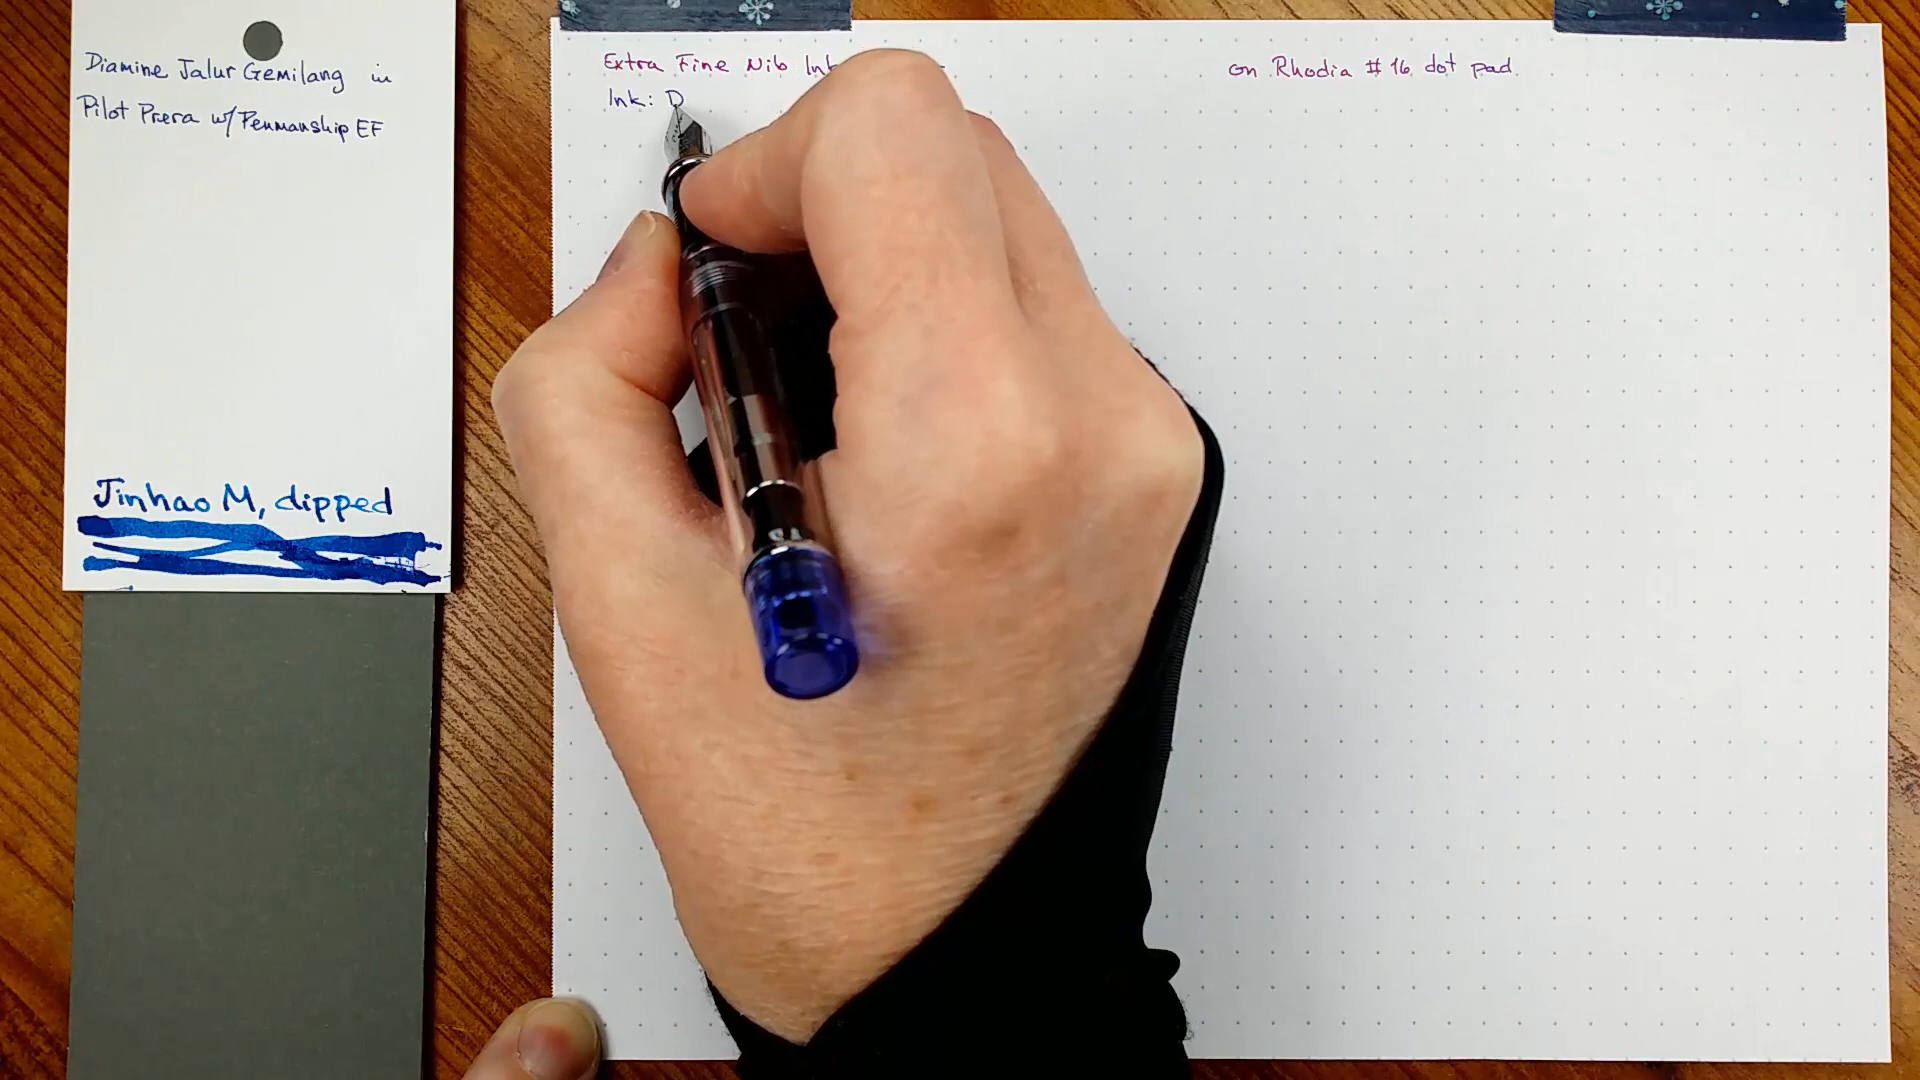 Diamine Jalur Gemilang in
Pilot Prera w/ Penmanship EF
Jinhao M, dipped
Extra Fine Nib Ink
on Rhodia # 16 dot pad
Ink: D